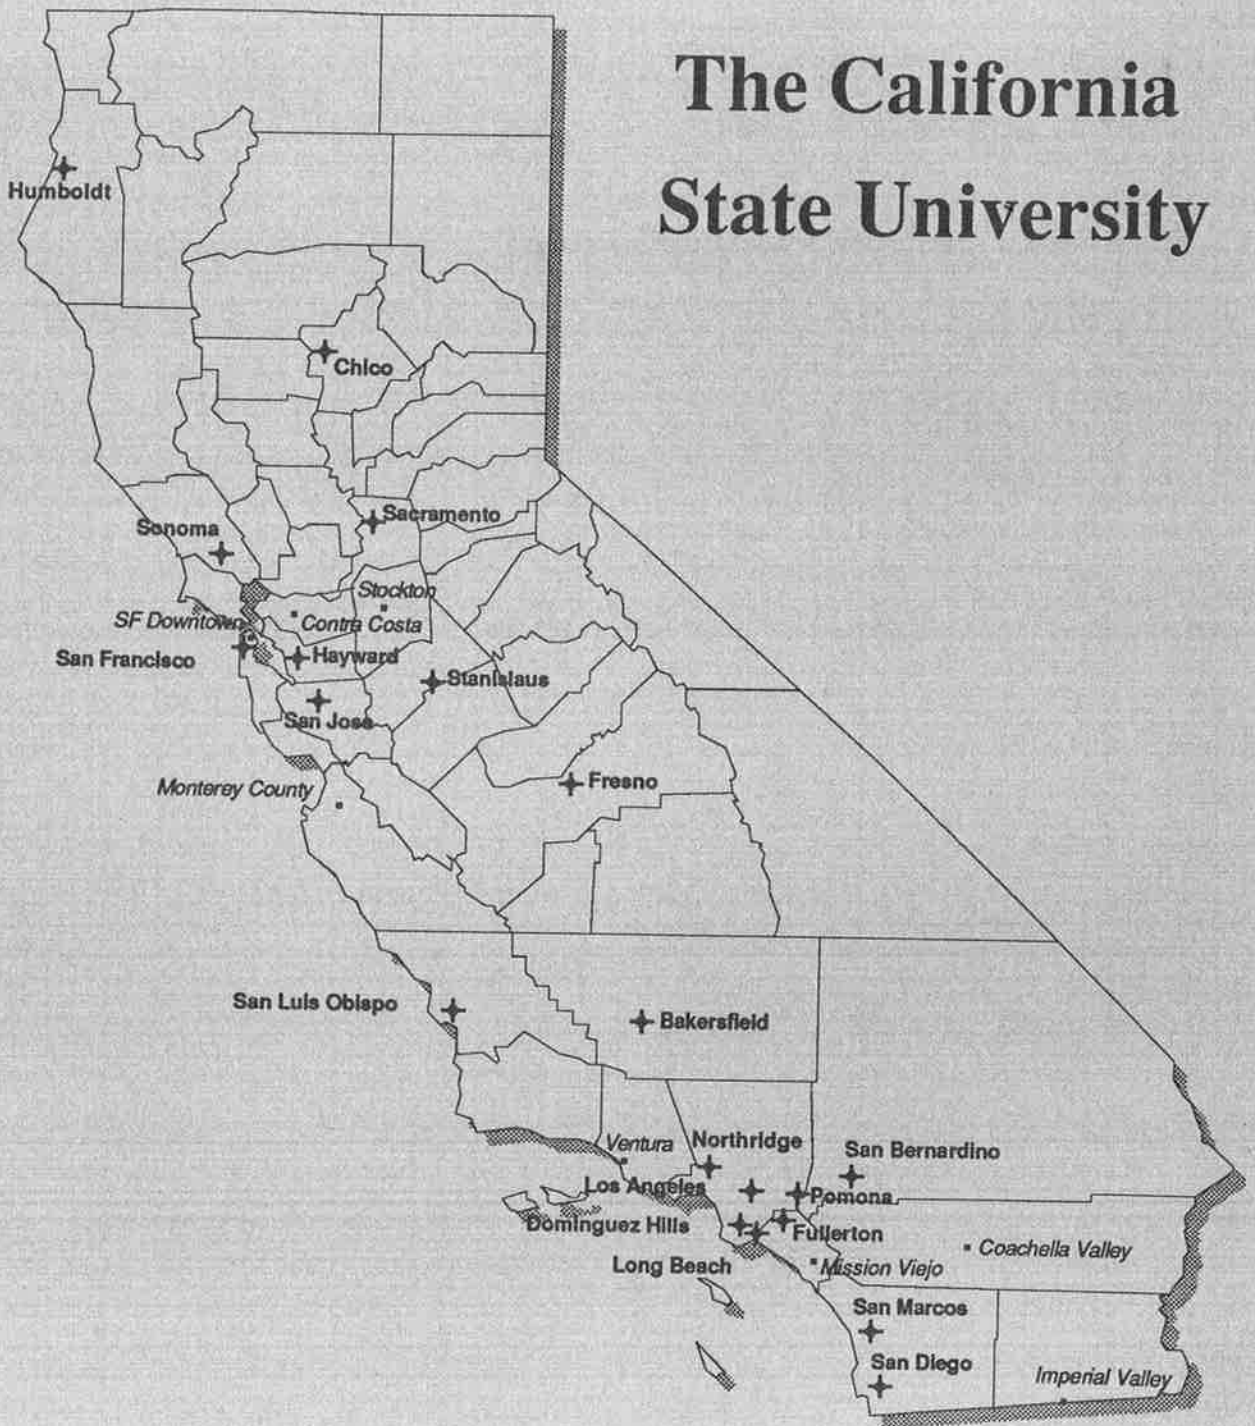 The California
State University
Humboldt
Chico
Sacramento
Sonoma
Stockton
SF Downtown
Contra Costa
San Francisco
Hayward
Stanislaus
San Jose
Monterey County
Fresno
San Luis Obispo
Bakersfield
Ventura
Northridge
San Bernardino
Los Angeles
Pomona
Dominguez Hills
Fullerton
Coachella Valley
Long Beach
Mission Viejo
San Marcos
San Diego
Imperial Valley